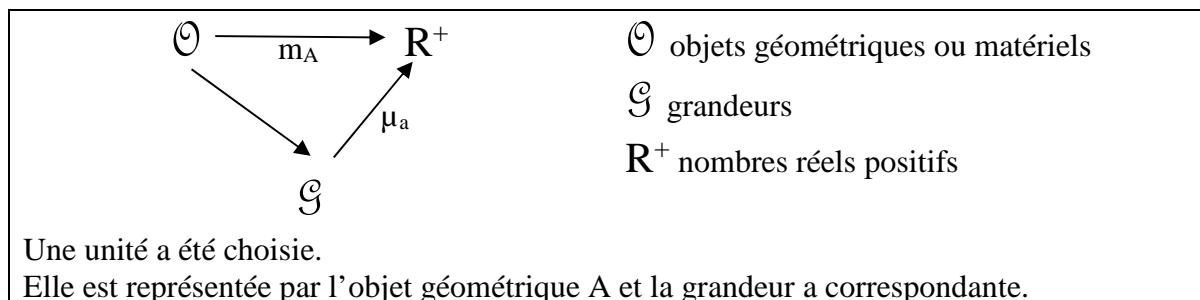 𝒪 m_A R⁺ 𝒪 objets géométriques ou matériels
μ_a 𝒢 grandeurs
R⁺ nombres réels positifs
𝒢
Une unité a été choisie.
Elle est représentée par l’objet géométrique A et la grandeur a correspondante.